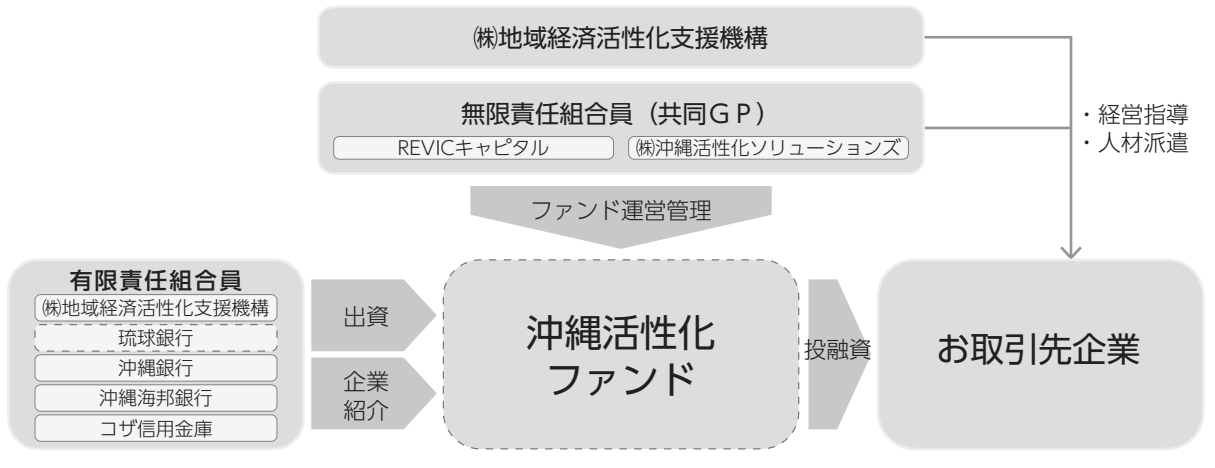 ㈱地域経済活性化支援機構
無限責任組合員（共同ＧＰ）
REVICキャピタル
㈱沖縄活性化ソリューションズ
・経営指導
・人材派遣
ファンド運営管理
有限責任組合員
㈱地域経済活性化支援機構
琉球銀行
沖縄銀行
沖縄海邦銀行
コザ信用金庫
出資
企業
紹介
沖縄活性化
ファンド
投融資
お取引先企業